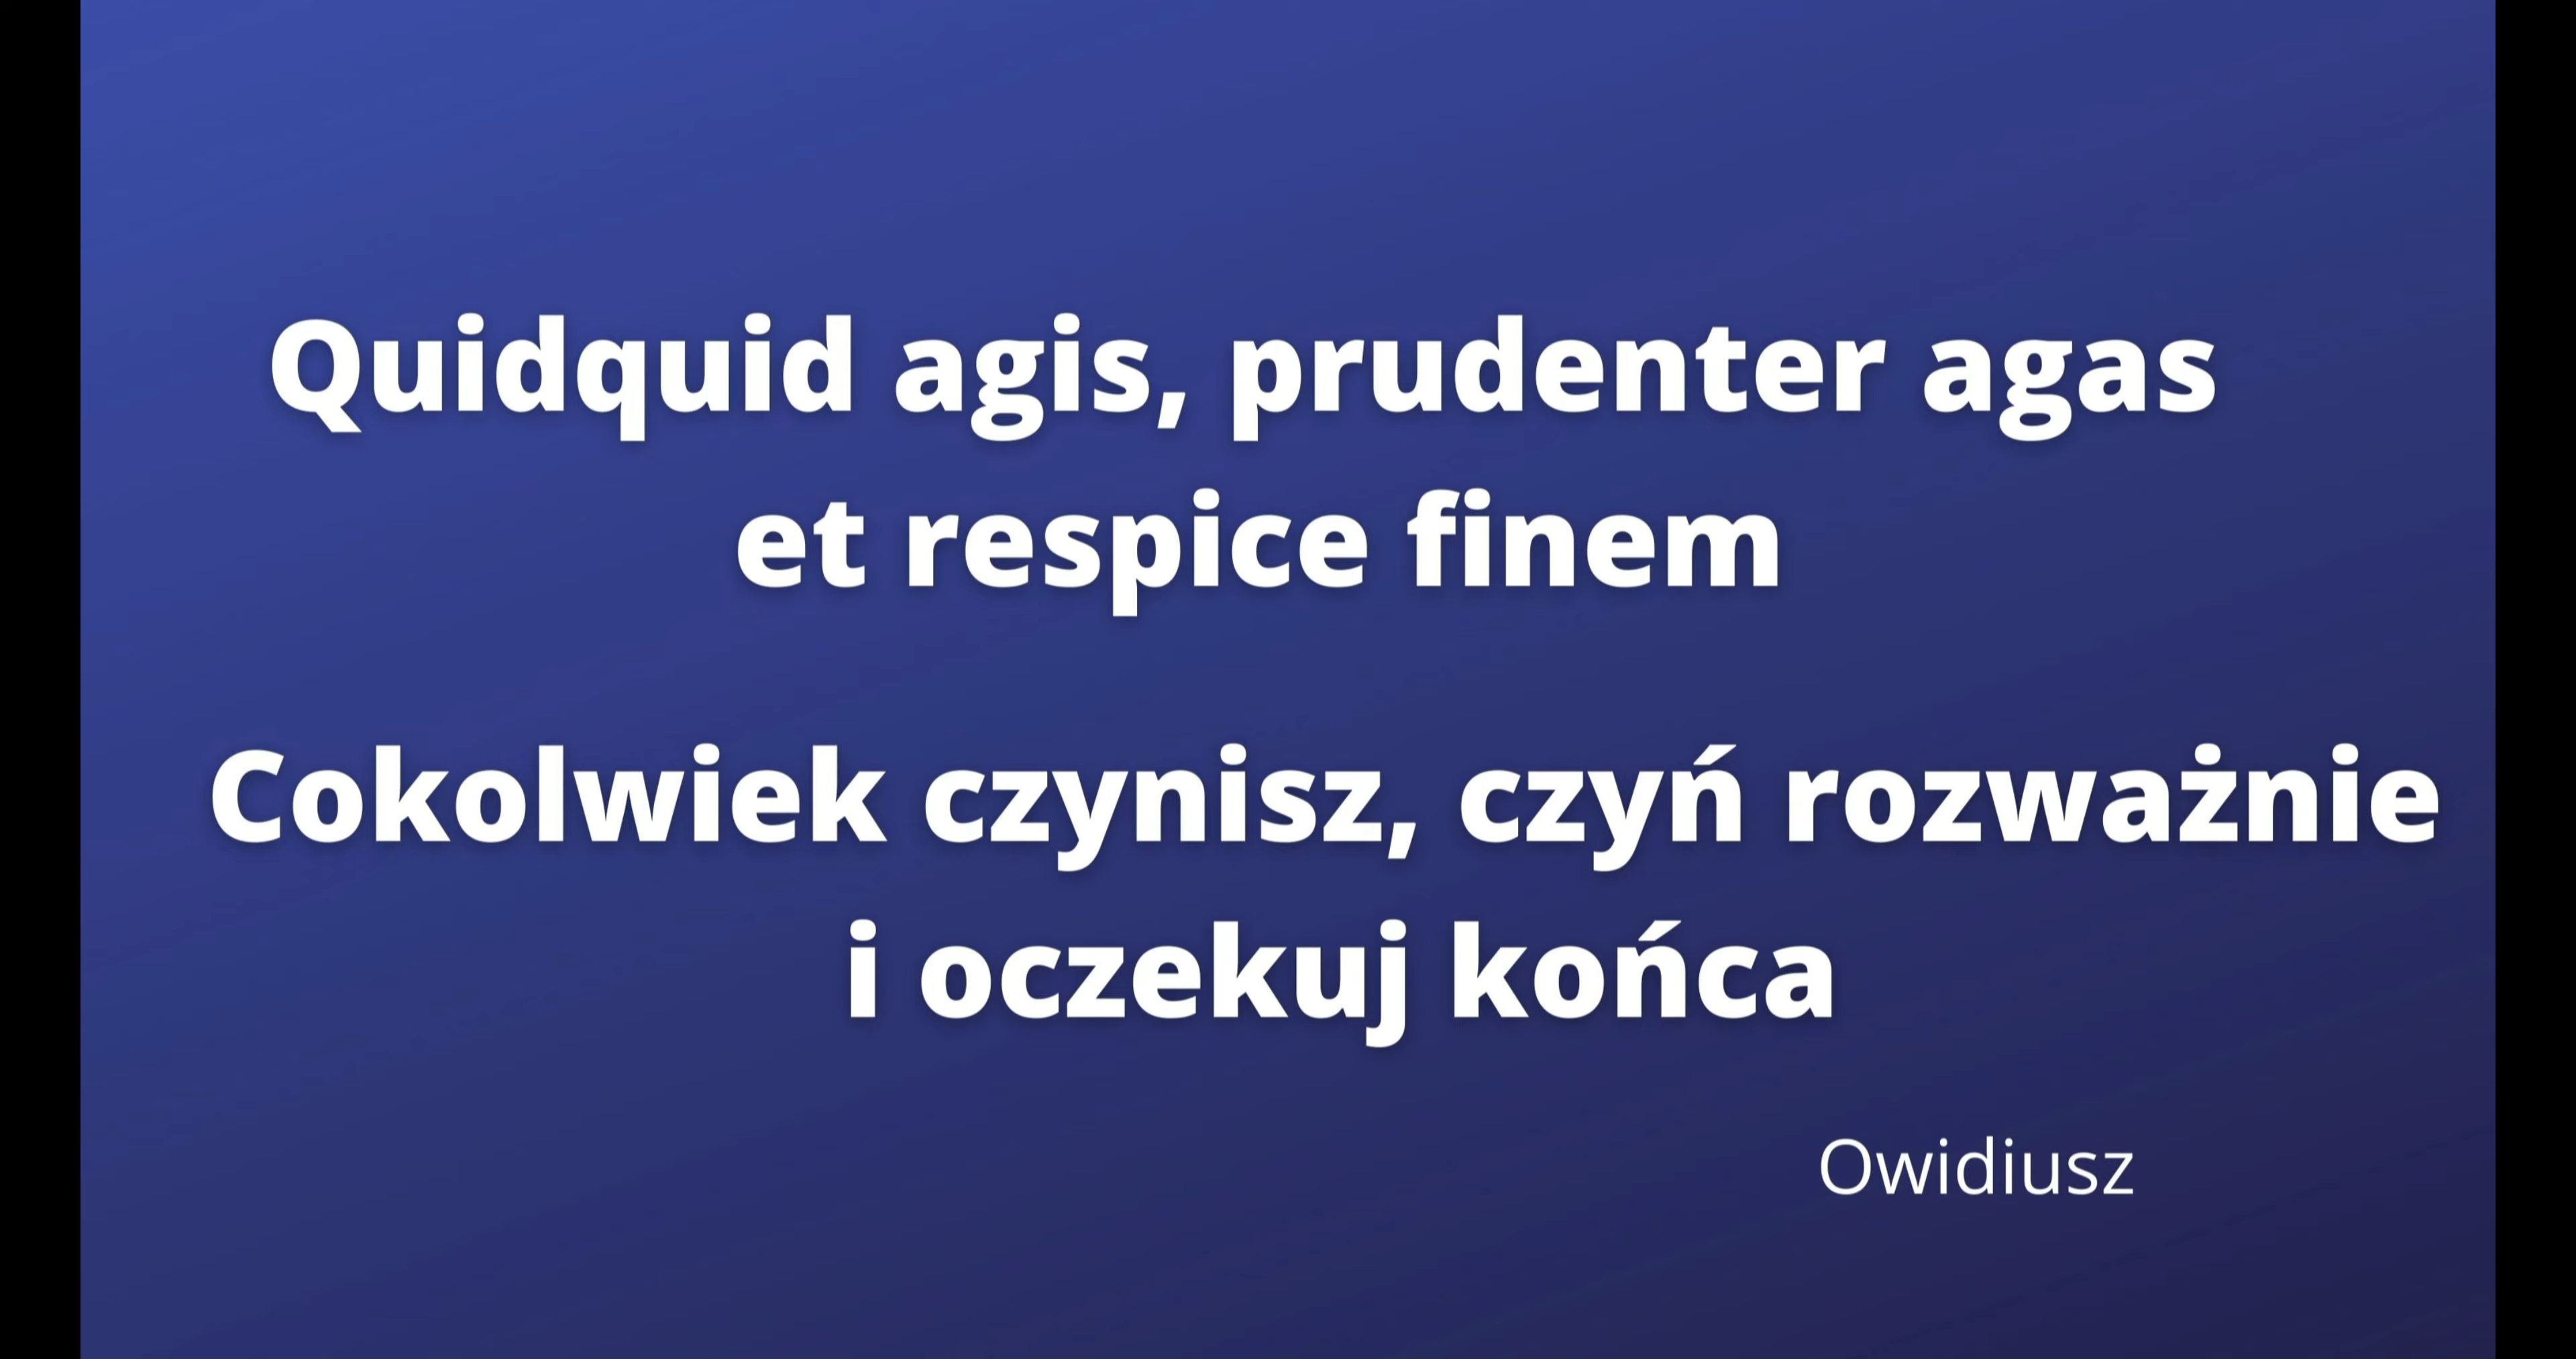 Quidquid agis, prudenter agas
et respice finem
Cokolwiek czynisz, czyń rozważnie
i oczekuj końca
Owidiusz